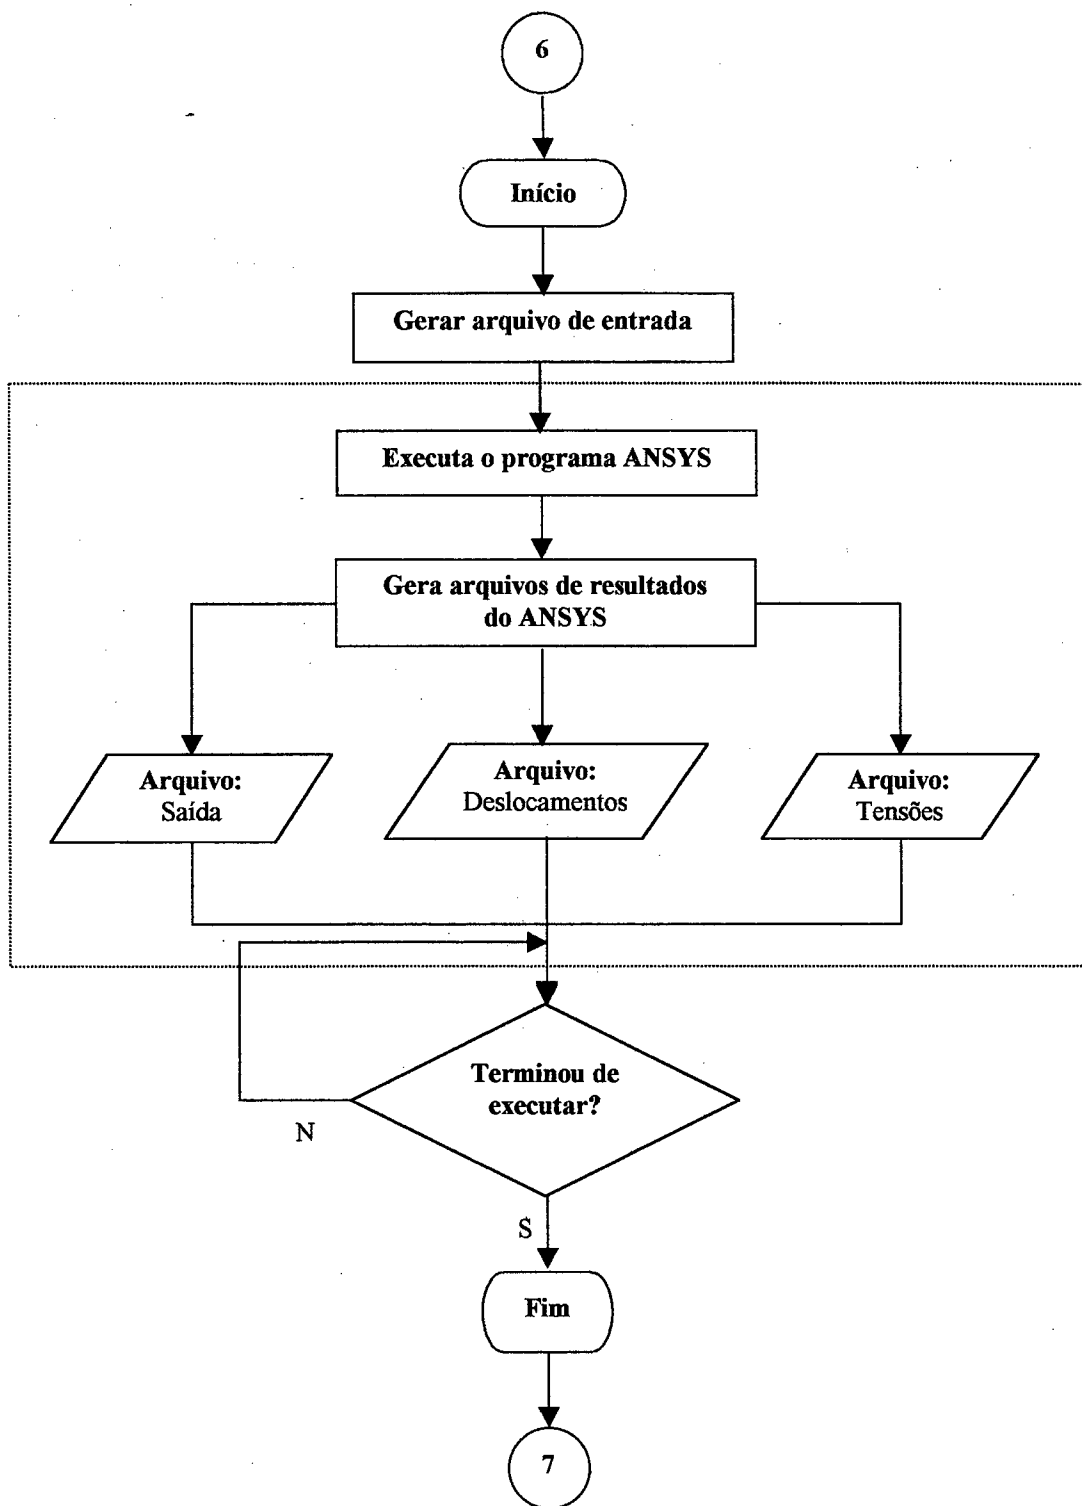 6
Início
Gerar arquivo de entrada
Executa o programa ANSYS
Gera arquivos de resultados
do ANSYS
Arquivo:
Saída
Arquivo:
Deslocamentos
Arquivo:
Tensões
Terminou de
executar?
N
S
Fim
7